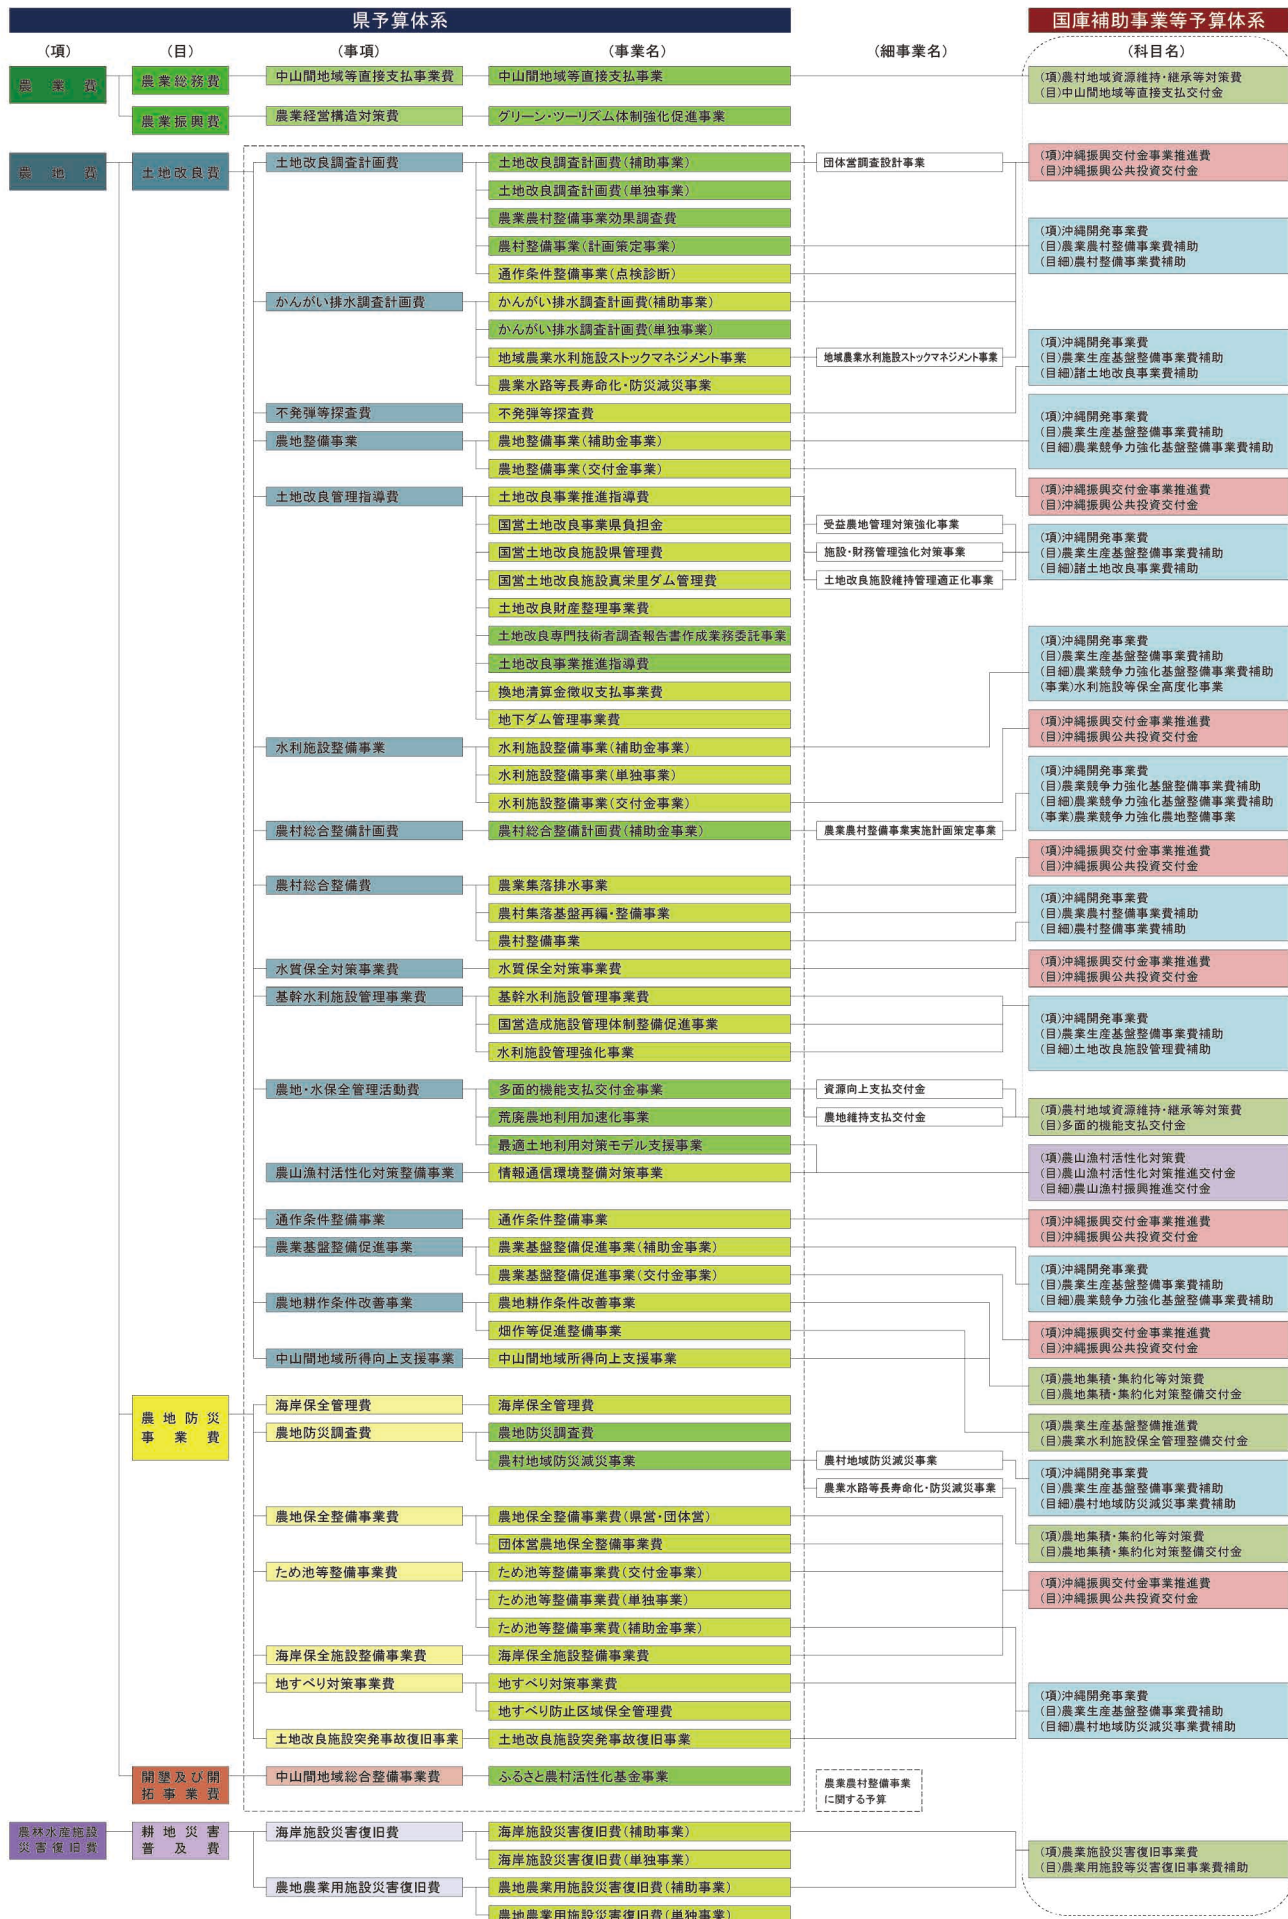 県予算体系
国庫補助事業等予算体系
(項)
(目)
(事項)
(事業名)
(細事業名)
(科目名)
農業費
農業総務費
中山間地域等直接支払事業費
中山間地域等直接支払事業
(項)農村地域資源維持・継承等対策費
(目)中山間地域等直接支払交付金
農業振興費
農業経営構造対策費
グリーン・ツーリズム体制強化促進事業
農地費
土地改良費
土地改良調査計画費
土地改良調査計画費(補助事業)
団体営調査設計事業
(項)沖縄振興交付金事業推進費
(目)沖縄振興公共投資交付金
土地改良調査計画費(単独事業)
農業農村整備事業効果調査費
農村整備事業(計画策定事業)
(項)沖縄開発事業費
(目)農業農村整備事業費補助
(目細)農村整備事業費補助
通作条件整備事業(点検診断)
かんがい排水調査計画費
かんがい排水調査計画費(補助事業)
かんがい排水調査計画費(単独事業)
地域農業水利施設ストックマネジメント事業
地域農業水利施設ストックマネジメント事業
(項)沖縄開発事業費
(目)農業生産基盤整備事業費補助
(目細)諸土地改良事業費補助
農業水路等長寿命化・防災減災事業
不発弾等探査費
不発弾等探査費
農地整備事業
農地整備事業(補助金事業)
(項)沖縄開発事業費
(目)農業生産基盤整備事業費補助
(目細)農業競争力強化基盤整備事業費補助
農地整備事業(交付金事業)
土地改良管理指導費
土地改良事業推進指導費
(項)沖縄振興交付金事業推進費
(目)沖縄振興公共投資交付金
国営土地改良事業県負担金
受益農地管理対策強化事業
国営土地改良施設県管理費
施設・財務管理強化対策事業
(項)沖縄開発事業費
(目)農業生産基盤整備事業費補助
(目細)諸土地改良事業費補助
国営土地改良施設真栄里ダム管理費
土地改良施設維持管理適正化事業
土地改良財産整理事業費
土地改良専門技術者調査報告書作成業務委託事業
土地改良事業推進指導費
(項)沖縄開発事業費
(目)農業生産基盤整備事業費補助
(目細)農業競争力強化基盤整備事業費補助
(事業)水利施設等保全高度化事業
換地清算金徴収支払事業費
地下ダム管理事業費
(項)沖縄振興交付金事業推進費
(目)沖縄振興公共投資交付金
水利施設整備事業
水利施設整備事業(補助金事業)
水利施設整備事業(単独事業)
水利施設整備事業(交付金事業)
(項)沖縄開発事業費
(目)農業競争力強化基盤整備事業費補助
(目細)農業競争力強化基盤整備事業費補助
(事業)農業競争力強化農地整備事業
農村総合整備計画費
農村総合整備計画費(補助金事業)
農業農村整備事業実施計画策定事業
(項)沖縄振興交付金事業推進費
(目)沖縄振興公共投資交付金
農村総合整備費
農業集落排水事業
農村集落基盤再編・整備事業
(項)沖縄開発事業費
(目)農業農村整備事業費補助
(目細)農村整備事業費補助
農村整備事業
水質保全対策事業費
水質保全対策事業費
(項)沖縄振興交付金事業推進費
(目)沖縄振興公共投資交付金
基幹水利施設管理事業費
基幹水利施設管理事業費
国営造成施設管理体制整備促進事業
(項)沖縄開発事業費
(目)農業生産基盤整備事業費補助
(目細)土地改良施設管理費補助
水利施設管理強化事業
農地・水保全管理活動費
多面的機能支払交付金事業
資源向上支払交付金
荒廃農地利用加速化事業
農地維持支払交付金
(項)農村地域資源維持・継承等対策費
(目)多面的機能支払交付金
最適土地利用対策モデル支援事業
農山漁村活性化対策整備事業
情報通信環境整備対策事業
(項)農山漁村活性化対策費
(目)農山漁村活性化対策推進交付金
(目細)農山漁村振興推進交付金
通作条件整備事業
通作条件整備事業
(項)沖縄振興交付金事業推進費
(目)沖縄振興公共投資交付金
農業基盤整備促進事業
農業基盤整備促進事業(補助金事業)
農業基盤整備促進事業(交付金事業)
(項)沖縄開発事業費
(目)農業生産基盤整備事業費補助
(目細)農業競争力強化基盤整備事業費補助
農地耕作条件改善事業
農地耕作条件改善事業
畑作等促進整備事業
(項)沖縄振興交付金事業推進費
(目)沖縄振興公共投資交付金
中山間地域所得向上支援事業
中山間地域所得向上支援事業
(項)農地集積・集約化等対策費
(目)農地集積・集約化対策整備交付金
農地防災
事業費
海岸保全管理費
海岸保全管理費
農地防災調査費
農地防災調査費
(項)農業生産基盤整備推進費
(目)農業水利施設保全管理整備交付金
農村地域防災減災事業
農村地域防災減災事業
農業水路等長寿命化・防災減災事業
(項)沖縄開発事業費
(目)農業生産基盤整備事業費補助
(目細)農村地域防災減災事業費補助
農地保全整備事業費
農地保全整備事業費(県営・団体営)
団体営農地保全整備事業費
(項)農地集積・集約化等対策費
(目)農地集積・集約化対策整備交付金
ため池等整備事業費
ため池等整備事業費(交付金事業)
ため池等整備事業費(単独事業)
(項)沖縄振興交付金事業推進費
(目)沖縄振興公共投資交付金
ため池等整備事業費(補助金事業)
海岸保全施設整備事業費
海岸保全施設整備事業費
地すべり対策事業費
地すべり対策事業費
地すべり防止区域保全管理費
(項)沖縄開発事業費
(目)農業生産基盤整備事業費補助
(目細)農村地域防災減災事業費補助
土地改良施設突発事故復旧事業
土地改良施設突発事故復旧事業
開墾及び開
拓事業費
中山間地域総合整備事業費
ふるさと農村活性化基金事業
農業農村整備事業
に関する予算
農林水産施設
災害復旧費
耕地災害
普及費
海岸施設災害復旧費
海岸施設災害復旧費(補助事業)
海岸施設災害復旧費(単独事業)
(項)農業施設災害復旧事業費
(目)農業用施設等災害復旧事業費補助
農地農業用施設災害復旧費
農地農業用施設災害復旧費(補助事業)
農地農業用施設災害復旧費(単独事業)